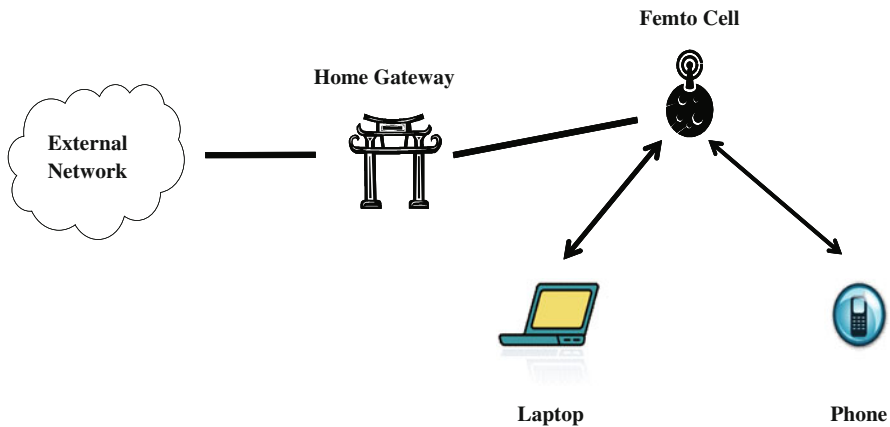 Femto Cell
Home Gateway
External
Network
Laptop
Phone